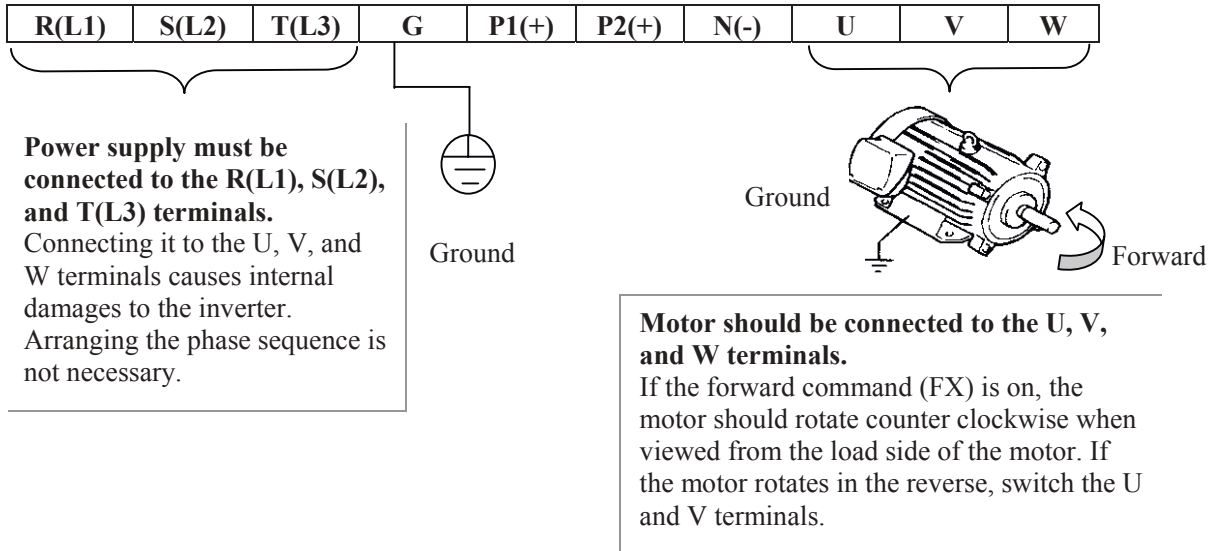 R(L1) S(L2) T(L3) G P1(+) P2(+) N(-) U V W
Power supply must be
connected to the R(L1), S(L2),
and T(L3) terminals.
Connecting it to the U, V, and
W terminals causes internal
damages to the inverter.
Arranging the phase sequence is
not necessary.
Ground
Ground
Forward
Motor should be connected to the U, V,
and W terminals.
If the forward command (FX) is on, the
motor should rotate counter clockwise when
viewed from the load side of the motor. If
the motor rotates in the reverse, switch the U
and V terminals.